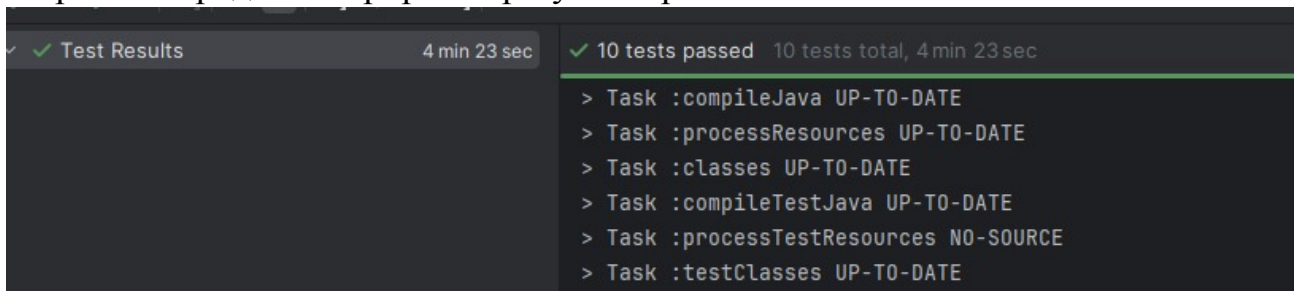 Test Results 4 min 23 sec
10 tests passed 10 tests total, 4 min 23 sec
> Task :compileJava UP-TO-DATE
> Task :processResources UP-TO-DATE
> Task :classes UP-TO-DATE
> Task :compileTestJava UP-TO-DATE
> Task :processTestResources NO-SOURCE
> Task :testClasses UP-TO-DATE